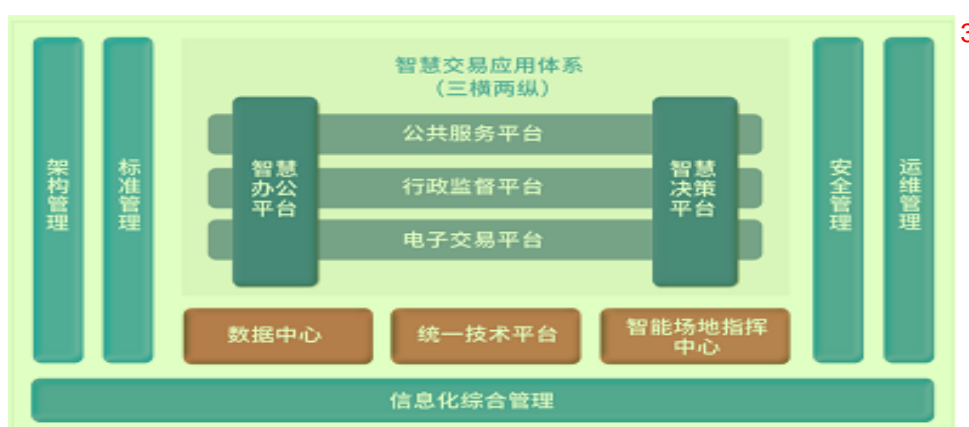 3
架构管理
标准管理
智慧交易应用体系
（三横两纵）
公共服务平台
行政监督平台
电子交易平台
智慧
办公
平台
智慧
决策
平台
安全管理
运维管理
数据中心
统一技术平台
智能场地指挥
中心
信息化综合管理